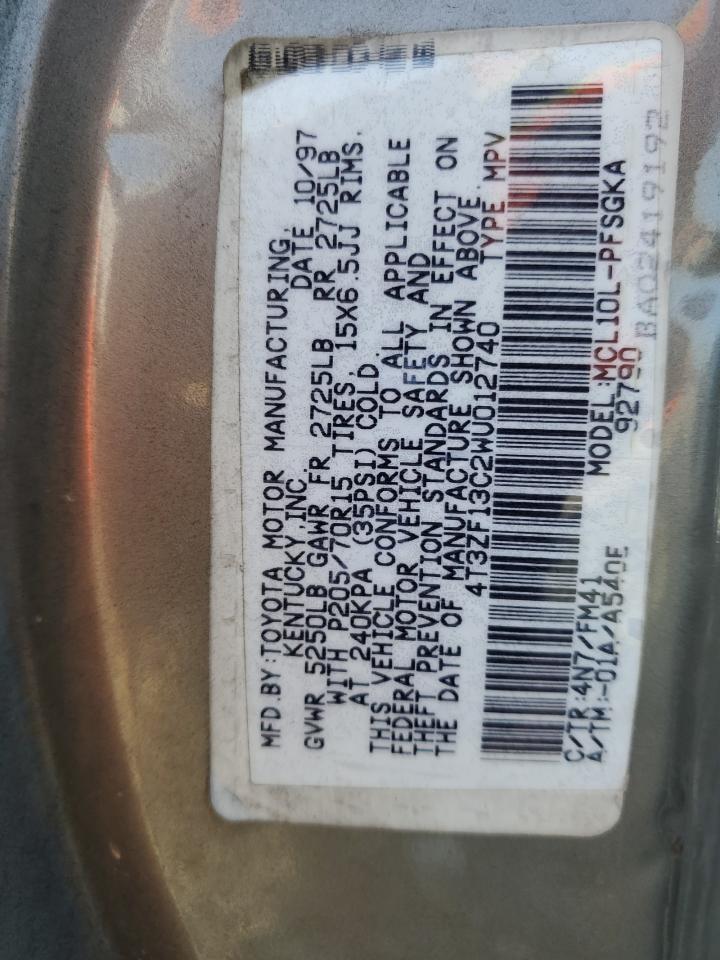 MFD.BY:TOYOTA MOTOR MANUFACTURING,
KENTUCKY,INC. DATE 10/97
GVWR 5250LB GAWR FR 2725LB RR 2725LB
WITH P205/70R15 TIRES, 15X6.5JJ RIMS.
AT 240KPA (35PSI) COLD.
THIS VEHICLE CONFORMS TO ALL APPLICABLE
FEDERAL MOTOR VEHICLE SAFETY AND
THEFT PREVENTION STANDARDS IN EFFECT ON
THE DATE OF MANUFACTURE SHOWN ABOVE.
4T3ZF13C2WU012740 TYPE MPV
C/TR:4N7/FM41 MODEL:MCL10L-PFSGKA
A/TM:-01A/A540E
BA02419192